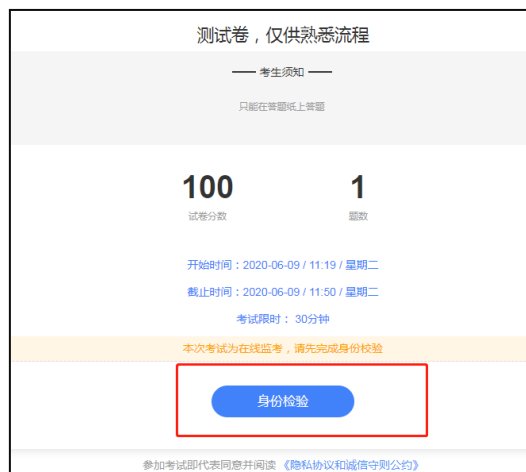 测试卷，仅供熟悉流程
考生须知
只能在答题纸上答题
100 1
试卷分数 题数
开始时间：2020-06-09 / 11:19 / 星期二
截止时间：2020-06-09 / 11:50 / 星期二
考试限时： 30分钟
本次考试为在线监考，请先完成身份校验
身份检验
参加考试即代表同意并阅读 《隐私协议和诚信守则公约》